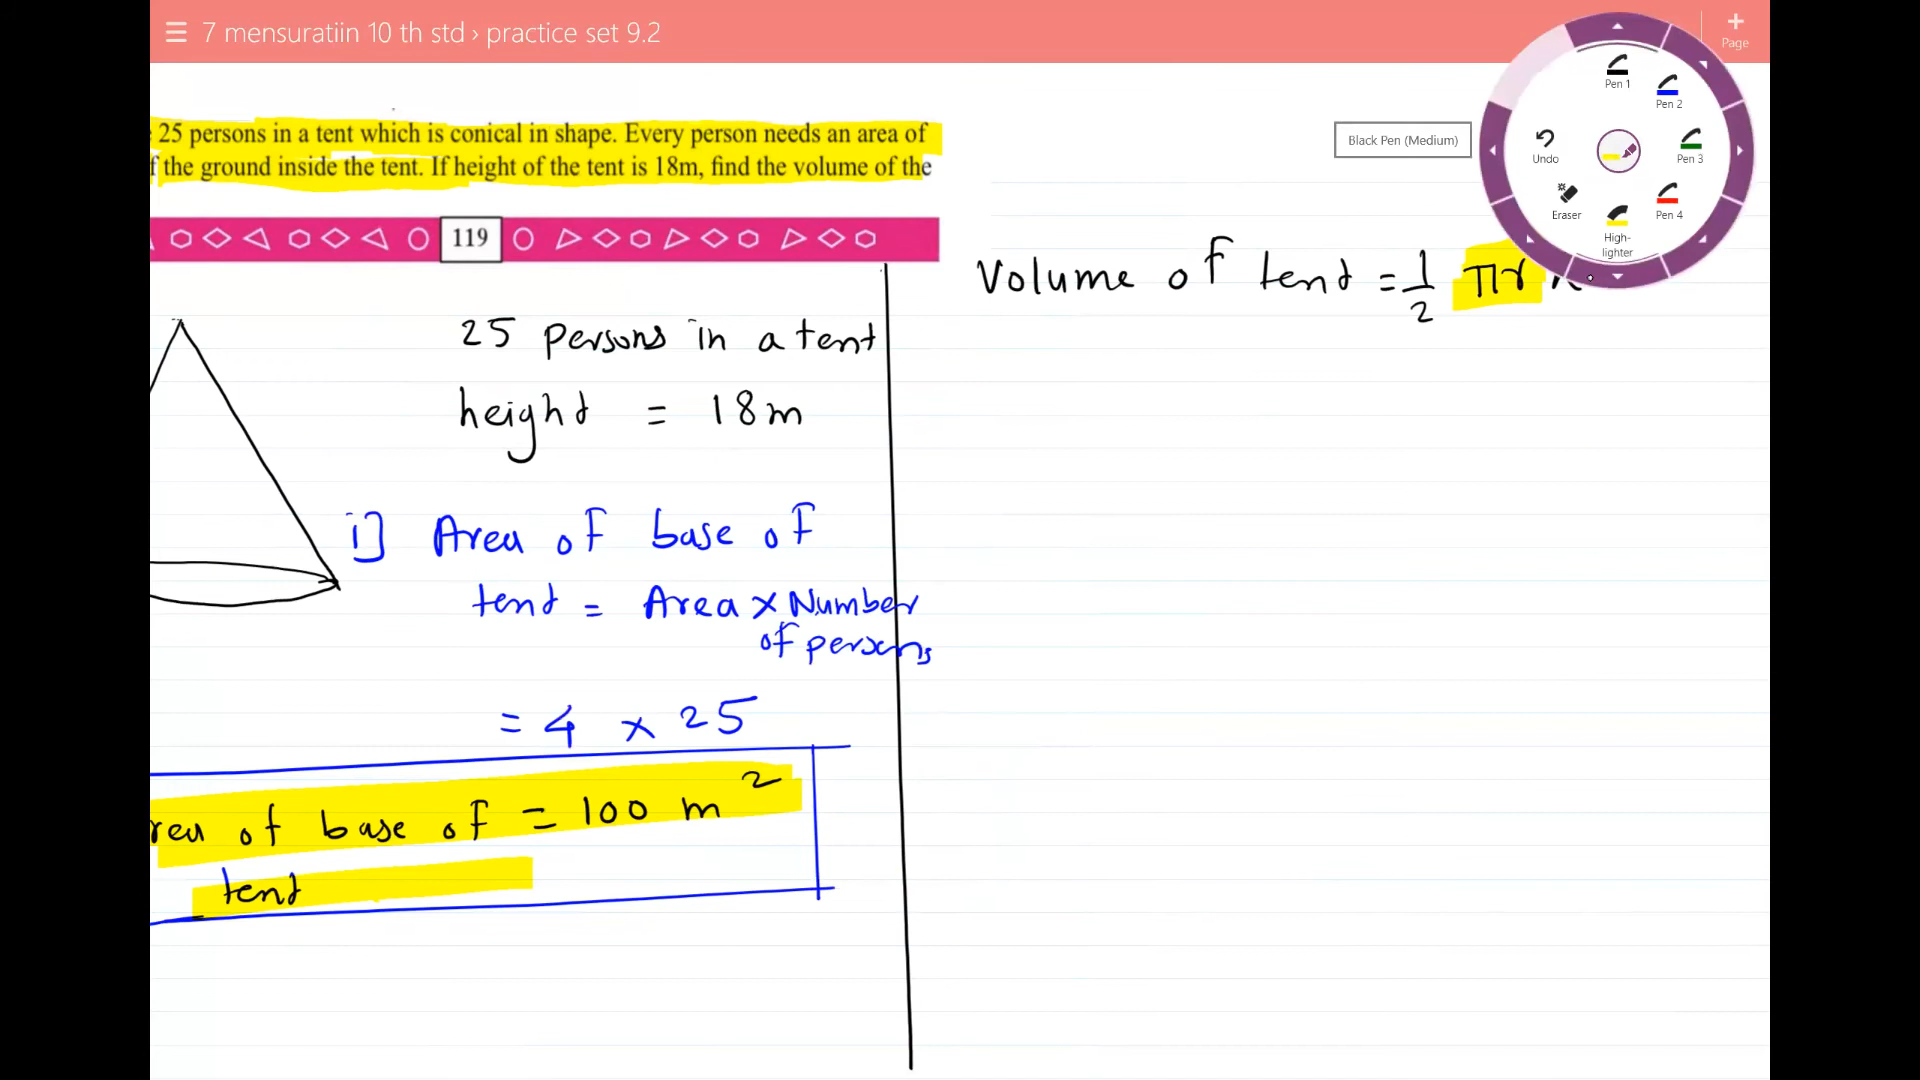 7 mensuratiin 10 th std › practice set 9.2
Page
25 persons in a tent which is conical in shape. Every person needs an area of
f the ground inside the tent. If height of the tent is 18m, find the volume of the
119
25 persons in a tent
height = 18m
i] Area of base of
tent = Area × Number
of persons
= 4 × 25
rea of base of = 100 m²
tent
Volume of tent = 1/2 πr
Black Pen (Medium)
Pen 1
Pen 2
Undo
Pen 3
Eraser
Pen 4
High-
lighter